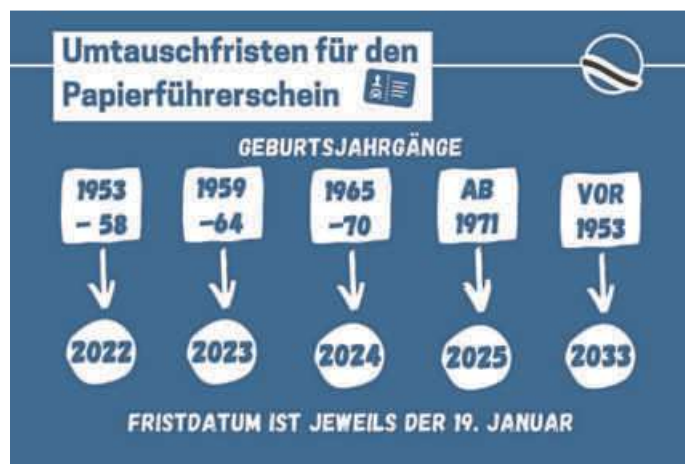 Umtauschfristen für den
Papierführerschein
GEBURTSJAHRGÄNGE
1953
– 58
1959
–64
1965
–70
AB
1971
VOR
1953
2022
2023
2024
2025
2033
FRISTDATUM IST JEWEILS DER 19. JANUAR